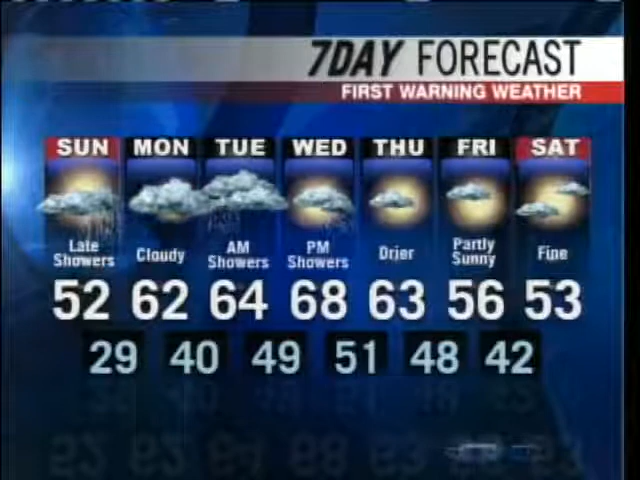 7DAY FORECAST
FIRST WARNING WEATHER
SUN MON TUE WED THU FRI SAT
Late Showers Cloudy AM Showers PM Showers Drier Partly Sunny Fine
52 62 64 68 63 56 53
29 40 49 51 48 42